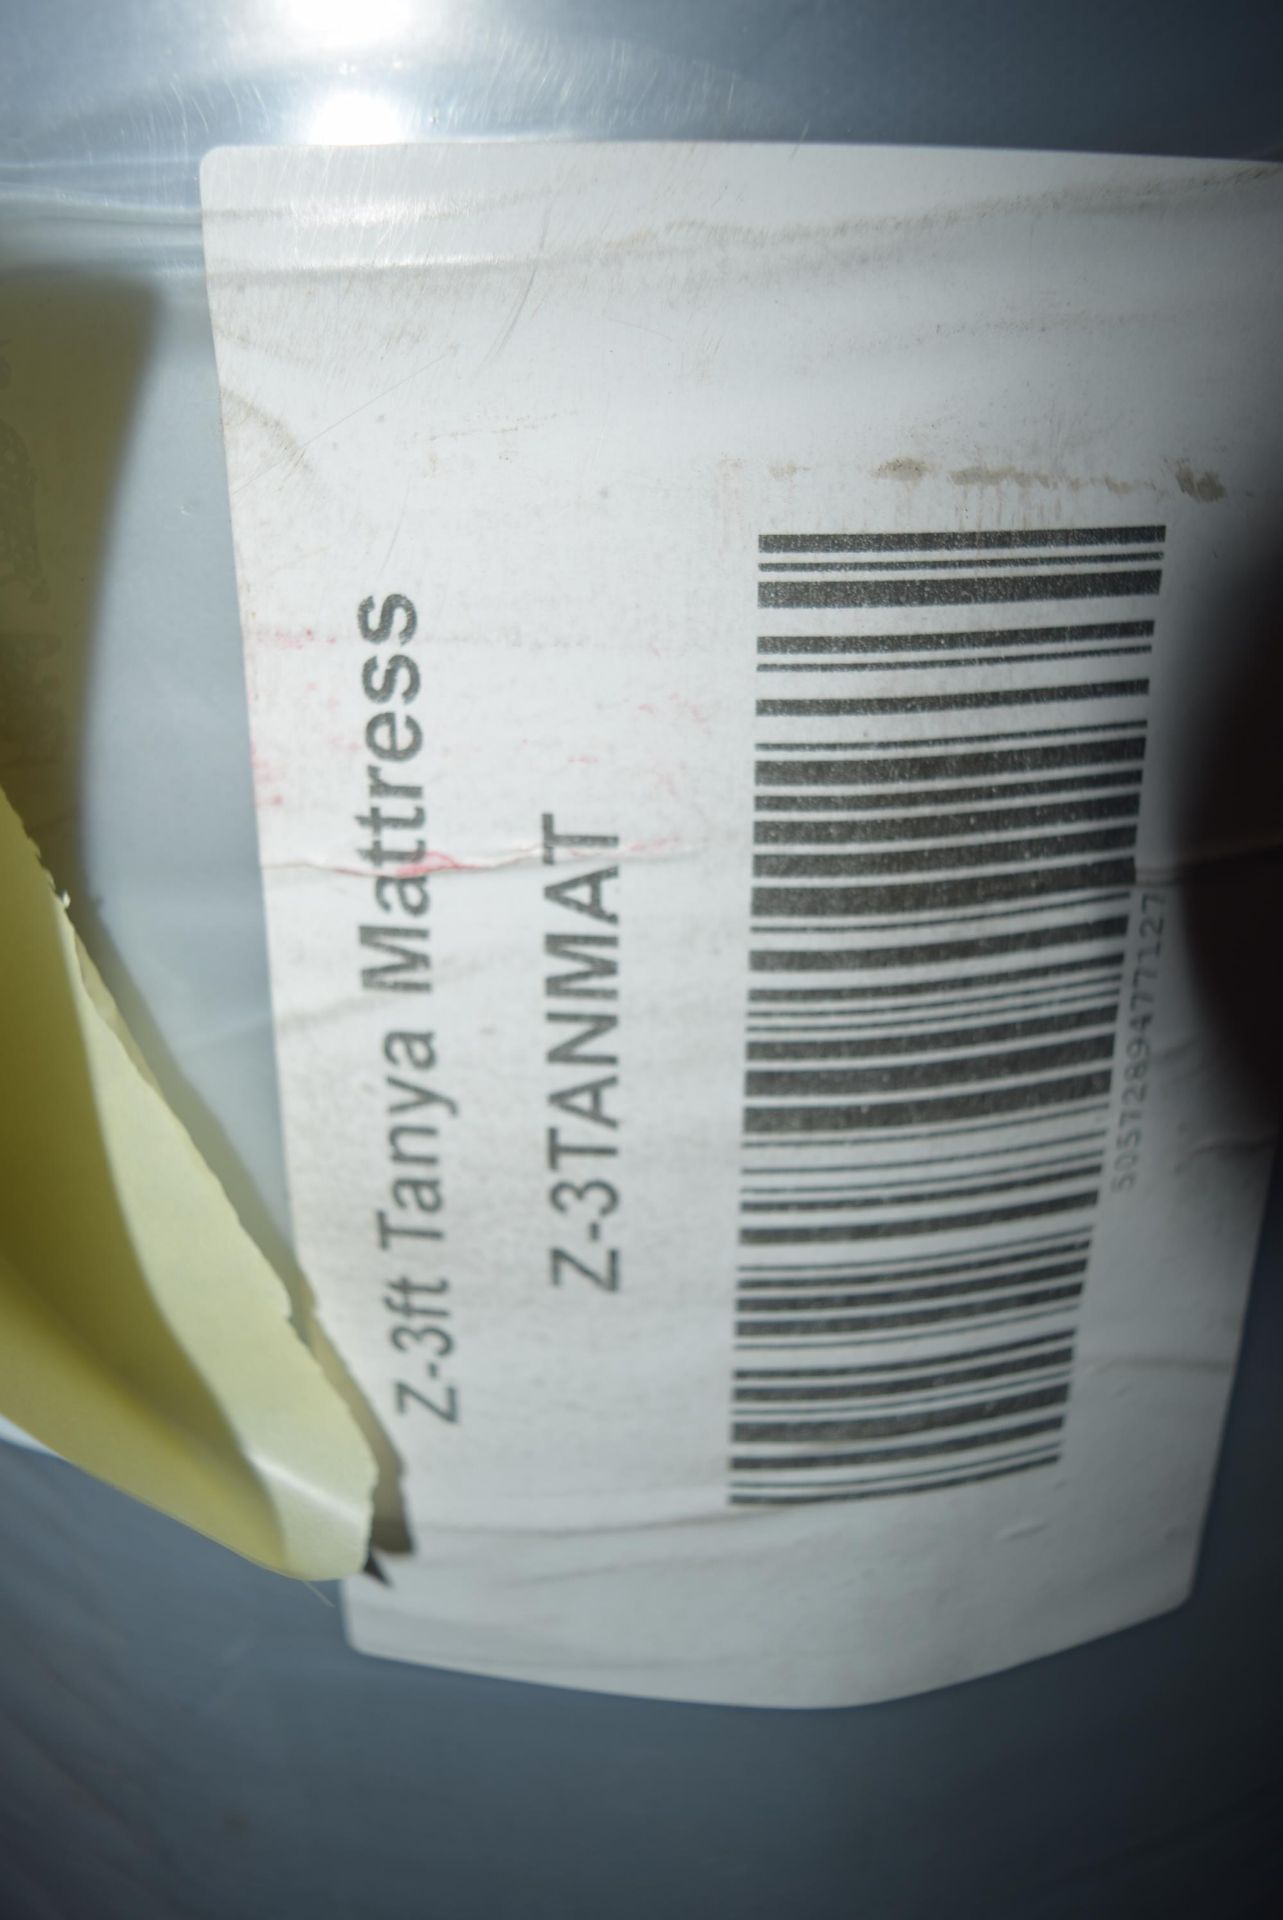 Z-3ft Tanya Mattress
Z-3TANMAT
5057289477127